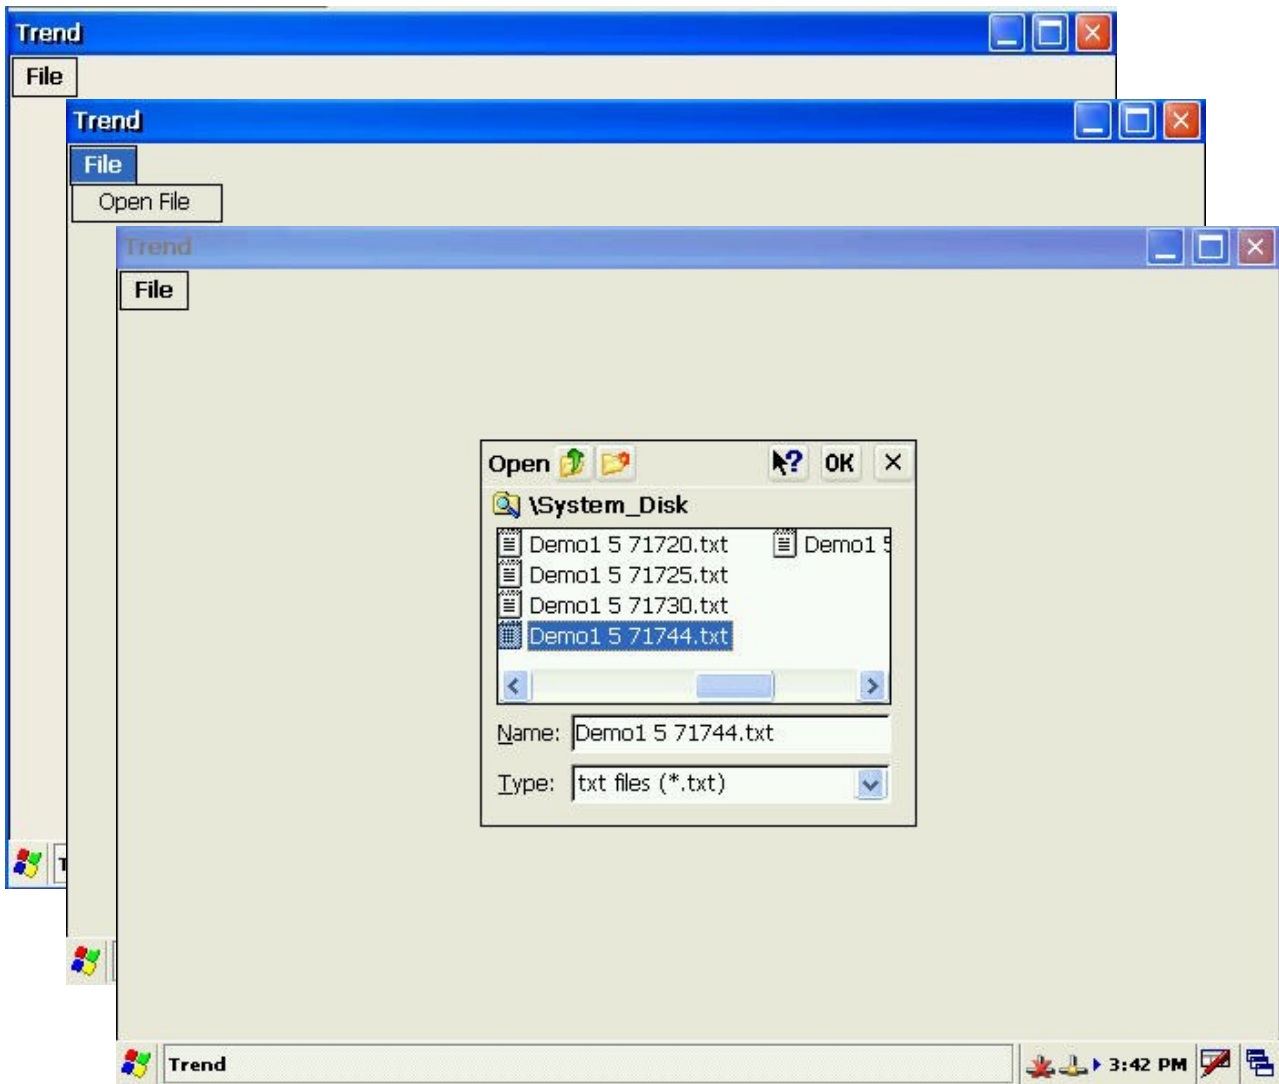 Trend
File
Trend
File
Open File
Trend
File
Open ? OK ×
\System_Disk
Demo1 5 71720.txt Demo1 5
Demo1 5 71725.txt
Demo1 5 71730.txt
Demo1 5 71744.txt
Name: Demo1 5 71744.txt
Type: txt files (*.txt)
T
Trend 3:42 PM